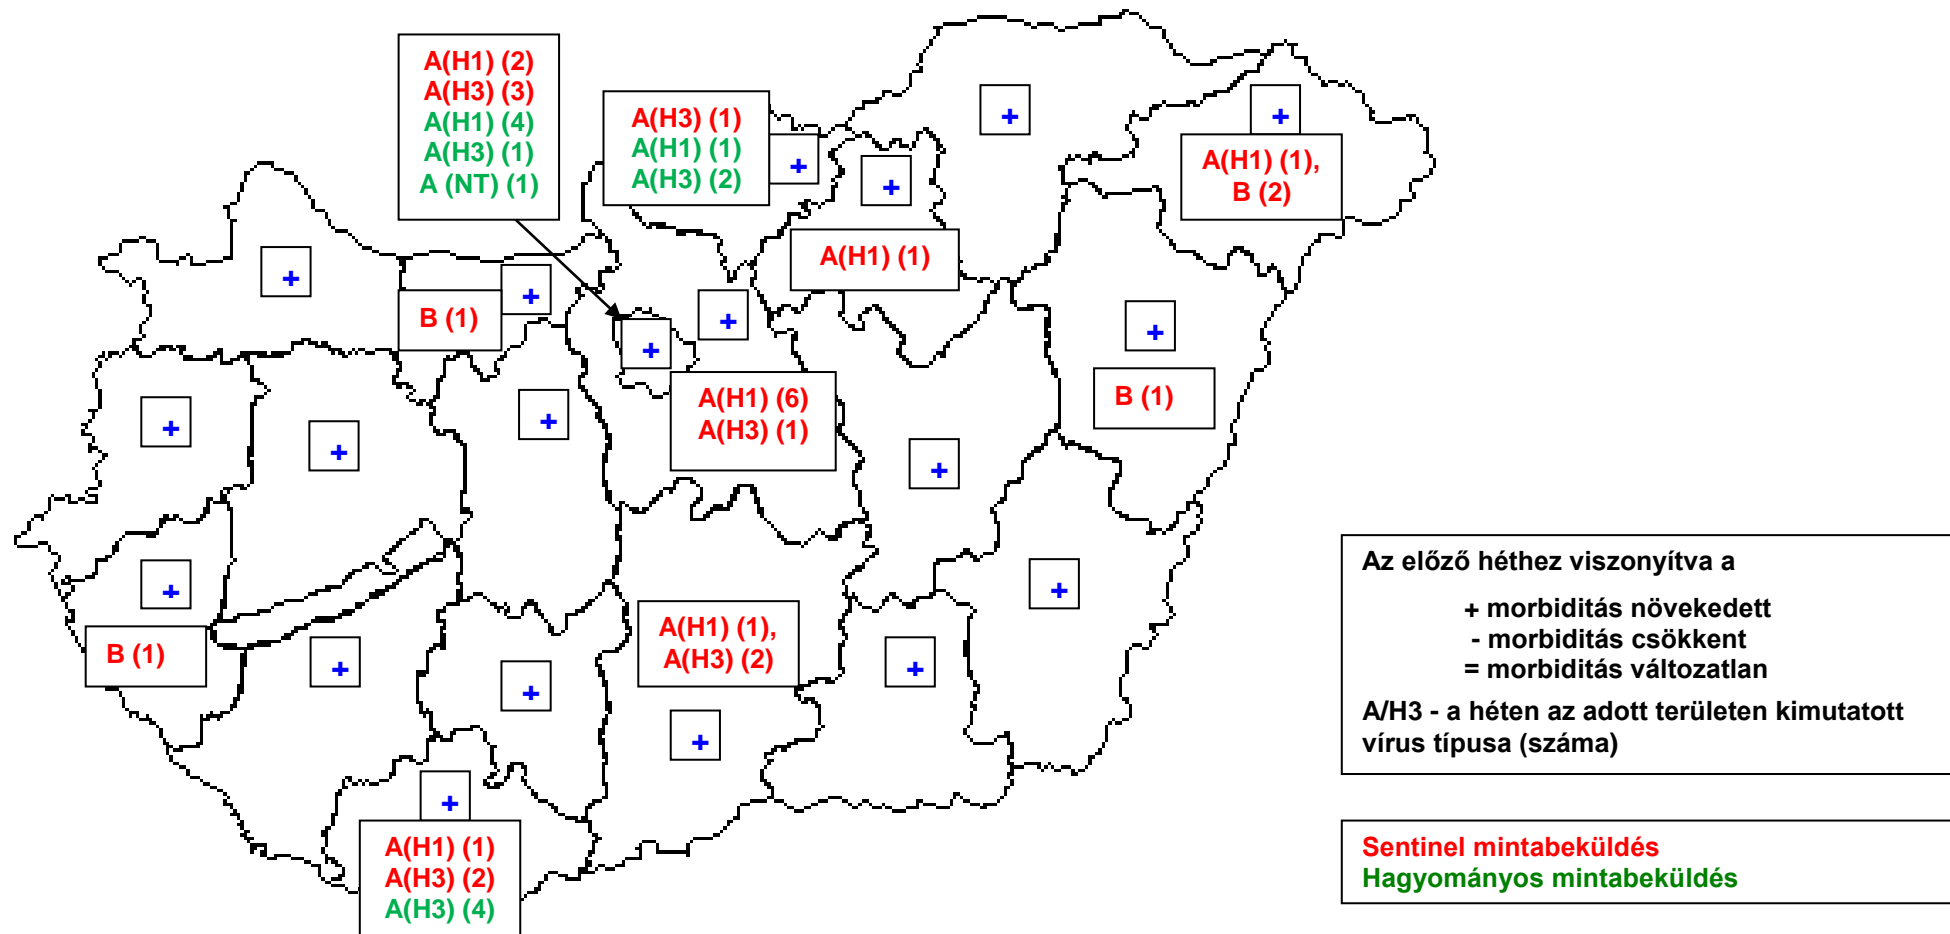 A(H1) (2)
A(H3) (3)
A(H1) (4)
A(H3) (1)
A (NT) (1)
A(H3) (1)
A(H1) (1)
A(H3) (2)
+
+
+
+
A(H1) (1),
B (2)
A(H1) (1)
+
+
B (1)
+
+
+
+
B (1)
A(H1) (6)
A(H3) (1)
+
+
+
+
+
+
B (1)
+
A(H1) (1),
A(H3) (2)
+
+
+
+
A(H1) (1)
A(H3) (2)
A(H3) (4)
Az előző héthez viszonyítva a
+ morbiditás növekedett
- morbiditás csökkent
= morbiditás változatlan
A/H3 - a héten az adott területen kimutatott
vírus típusa (száma)
Sentinel mintabeküldés
Hagyományos mintabeküldés